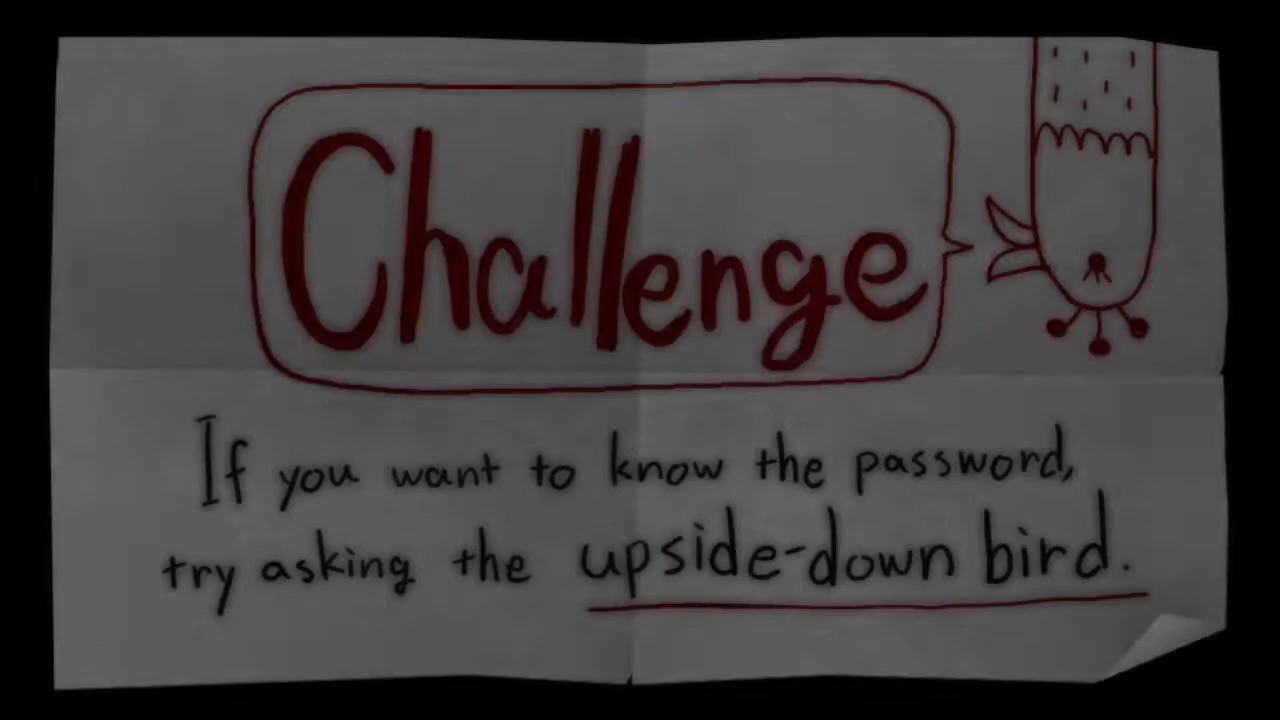 Challenge
If you want to know the password,
try asking the upside-down bird.